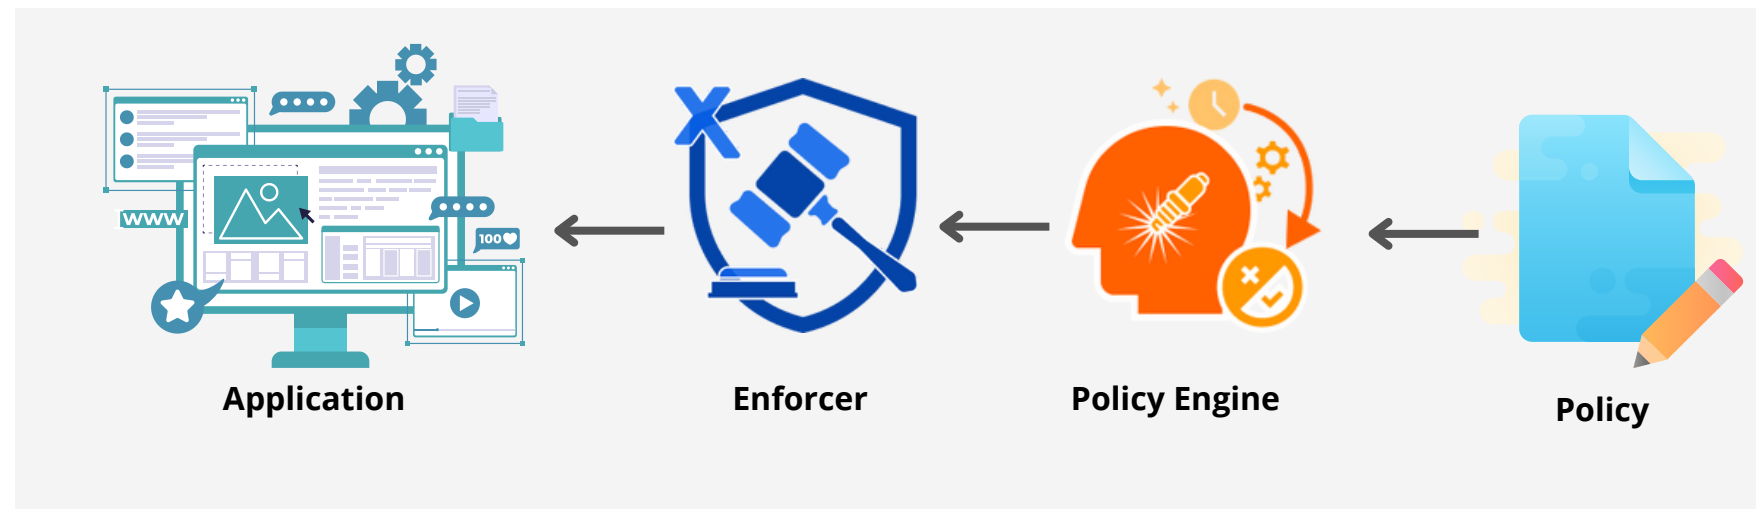 WWW
100
Application
Enforcer
Policy Engine
Policy